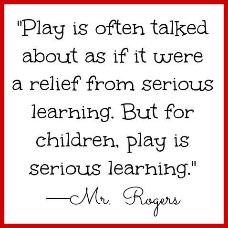 "Play is often talked
about as if it were
a relief from serious
learning. But for
children, play is
serious learning."
—Mr. Rogers